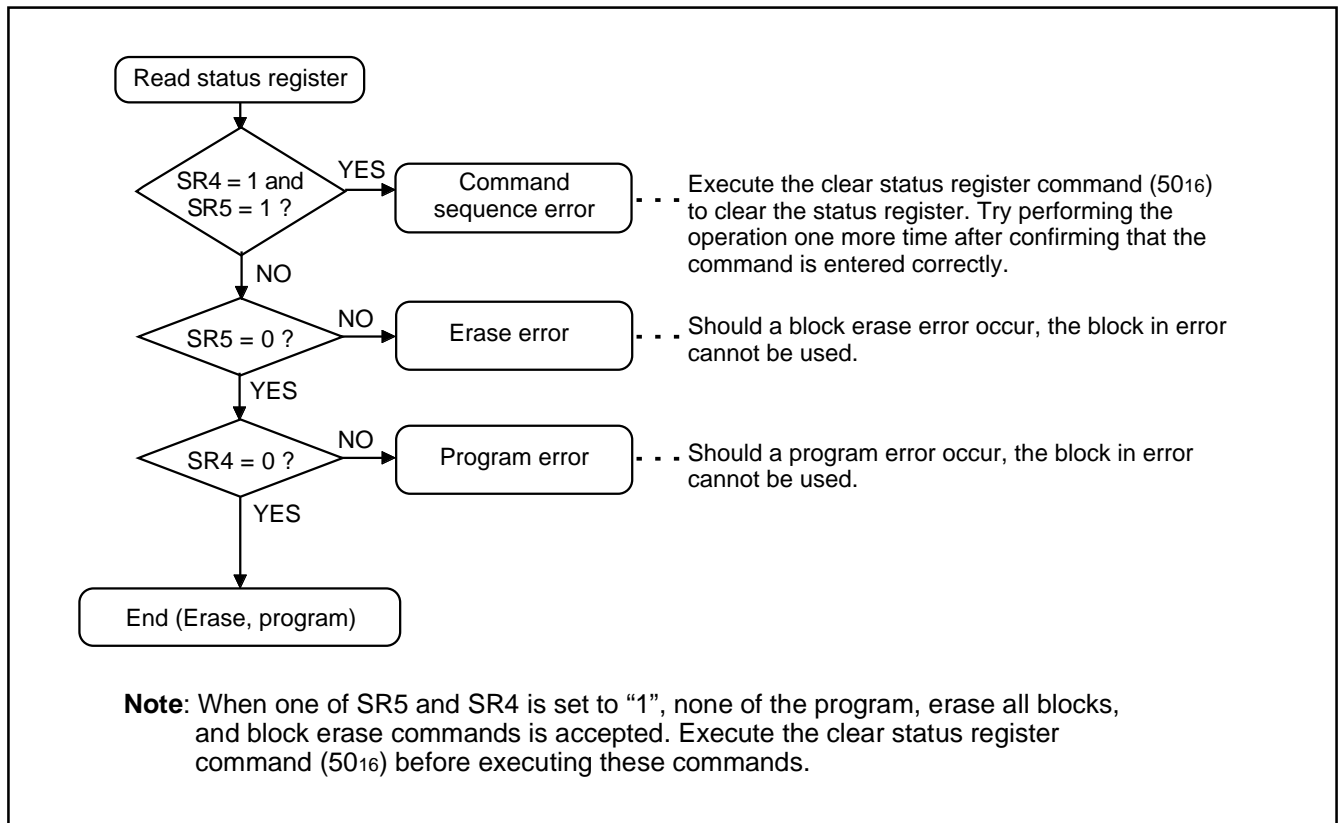 Read status register
SR4 = 1 and
SR5 = 1 ?
YES
Command
sequence error
Execute the clear status register command (5016)
to clear the status register. Try performing the
operation one more time after confirming that the
command is entered correctly.
NO
SR5 = 0 ?
NO
Erase error
Should a block erase error occur, the block in error
cannot be used.
YES
SR4 = 0 ?
NO
Program error
Should a program error occur, the block in error
cannot be used.
YES
End (Erase, program)
Note: When one of SR5 and SR4 is set to “1”, none of the program, erase all blocks,
and block erase commands is accepted. Execute the clear status register
command (5016) before executing these commands.